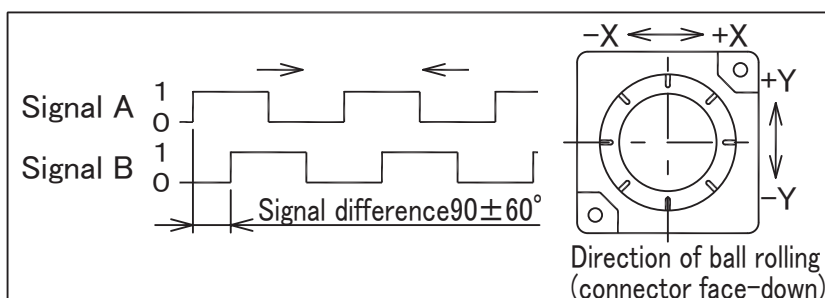 −X +X
+Y
−Y
Signal A 1
0
Signal B 1
0
Signal difference90±60°
Direction of ball rolling
(connector face−down)